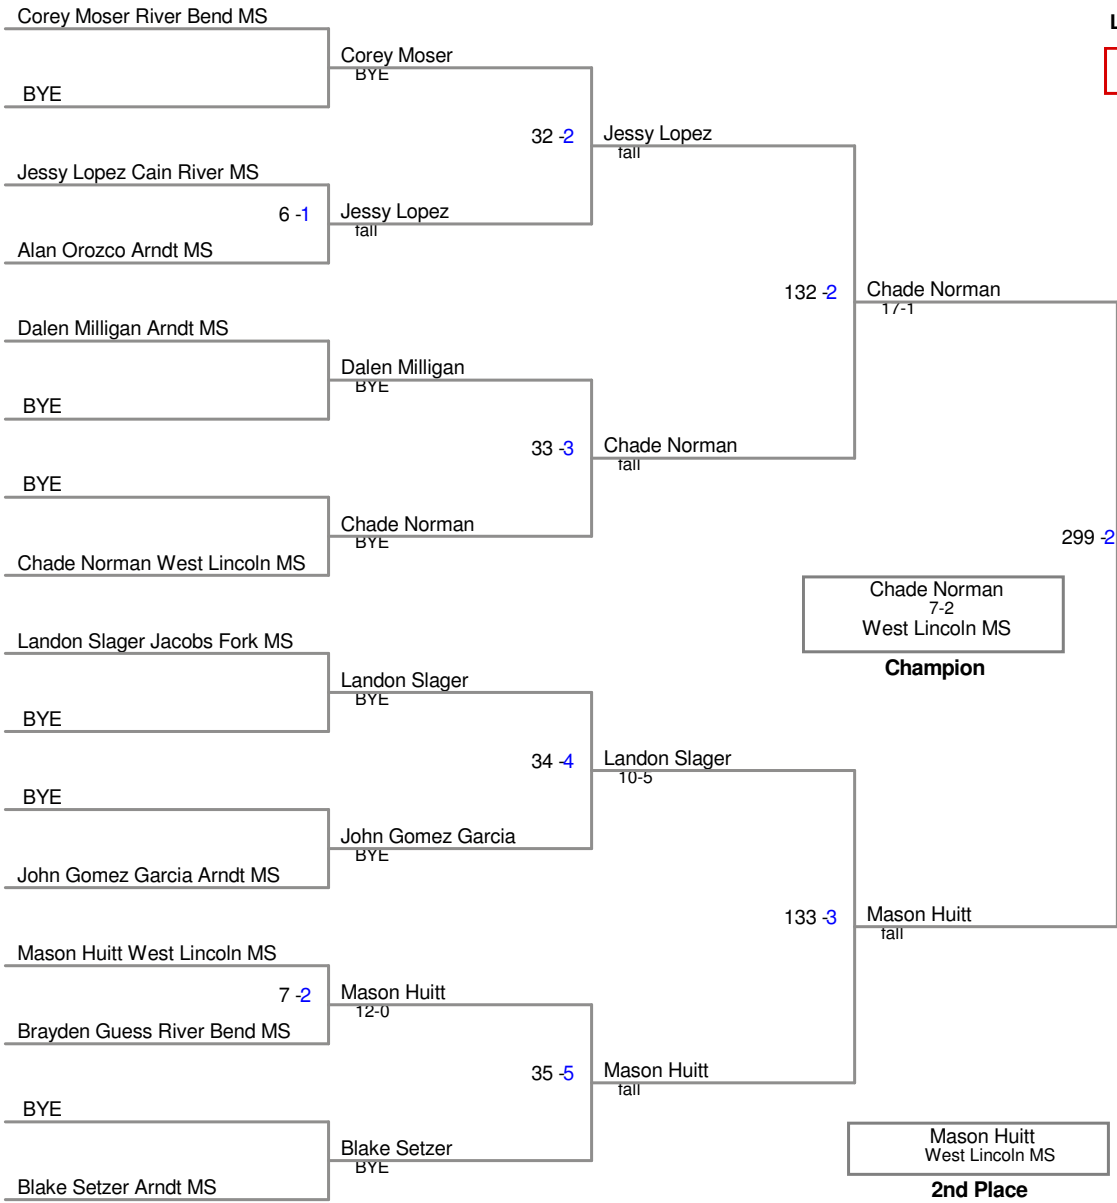 Corey Moser River Bend MS
Corey Moser
BYE
BYE
32 -2
Jessy Lopez
fall
Jessy Lopez Cain River MS
6 -1
Jessy Lopez
fall
Alan Orozco Arndt MS
132 -2
Chade Norman
17-1
Dalen Milligan Arndt MS
Dalen Milligan
BYE
BYE
33 -3
Chade Norman
fall
BYE
Chade Norman
BYE
Chade Norman West Lincoln MS
299 -2
Chade Norman
7-2
West Lincoln MS
Champion
Landon Slager Jacobs Fork MS
Landon Slager
BYE
BYE
34 -4
Landon Slager
10-5
BYE
John Gomez Garcia
BYE
John Gomez Garcia Arndt MS
133 -3
Mason Huitt
fall
Mason Huitt West Lincoln MS
7 -2
Mason Huitt
12-0
Brayden Guess River Bend MS
35 -5
Mason Huitt
fall
BYE
Blake Setzer
BYE
Blake Setzer Arndt MS
Mason Huitt
West Lincoln MS
2nd Place